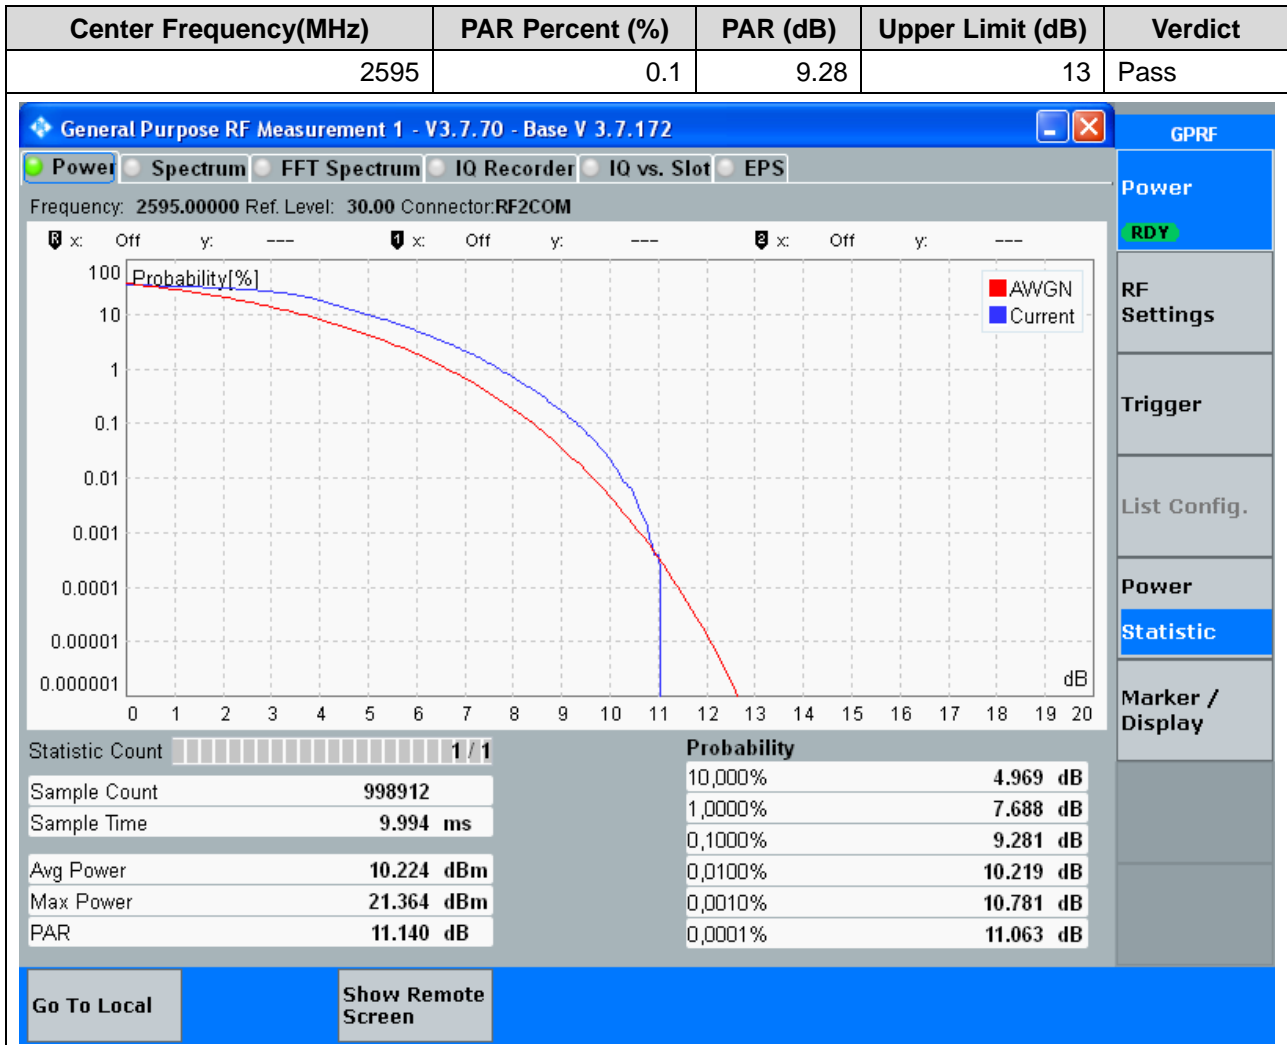 Center Frequency(MHz) PAR Percent (%) PAR (dB) Upper Limit (dB) Verdict
2595 0.1 9.28 13 Pass
General Purpose RF Measurement 1 - V3.7.70 - Base V 3.7.172
GPRF
Power Spectrum FFT Spectrum IQ Recorder IQ vs. Slot EPS
Frequency: 2595.00000 Ref. Level: 30.00 Connector:RF2COM
R x: Off y: --- 1 x: Off y: --- 2 x: Off y: ---
Probability[%]
AWGN
Current
100
10
1
0.1
0.01
0.001
0.0001
0.00001
0.000001
dB
0 1 2 3 4 5 6 7 8 9 10 11 12 13 14 15 16 17 18 19 20
Statistic Count 1 / 1
Sample Count 998912
Sample Time 9.994 ms
Avg Power 10.224 dBm
Max Power 21.364 dBm
PAR 11.140 dB
Probability
10,000% 4.969 dB
1,0000% 7.688 dB
0,1000% 9.281 dB
0,0100% 10.219 dB
0,0010% 10.781 dB
0,0001% 11.063 dB
Power
RDY
RF
Settings
Trigger
List Config.
Power
Statistic
Marker /
Display
Go To Local
Show Remote
Screen